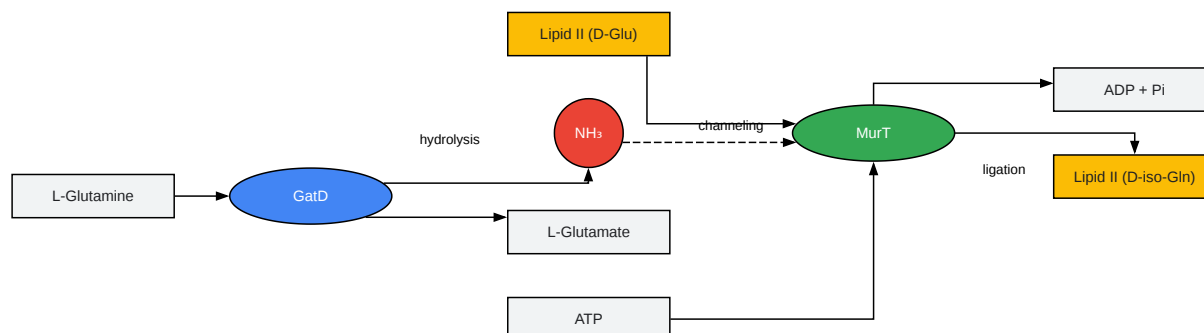 Lipid II (D-Glu)
ADP + Pi
NH₃
channeling
MurT
hydrolysis
ligation
Lipid II (D-iso-Gln)
L-Glutamine
GatD
L-Glutamate
ATP